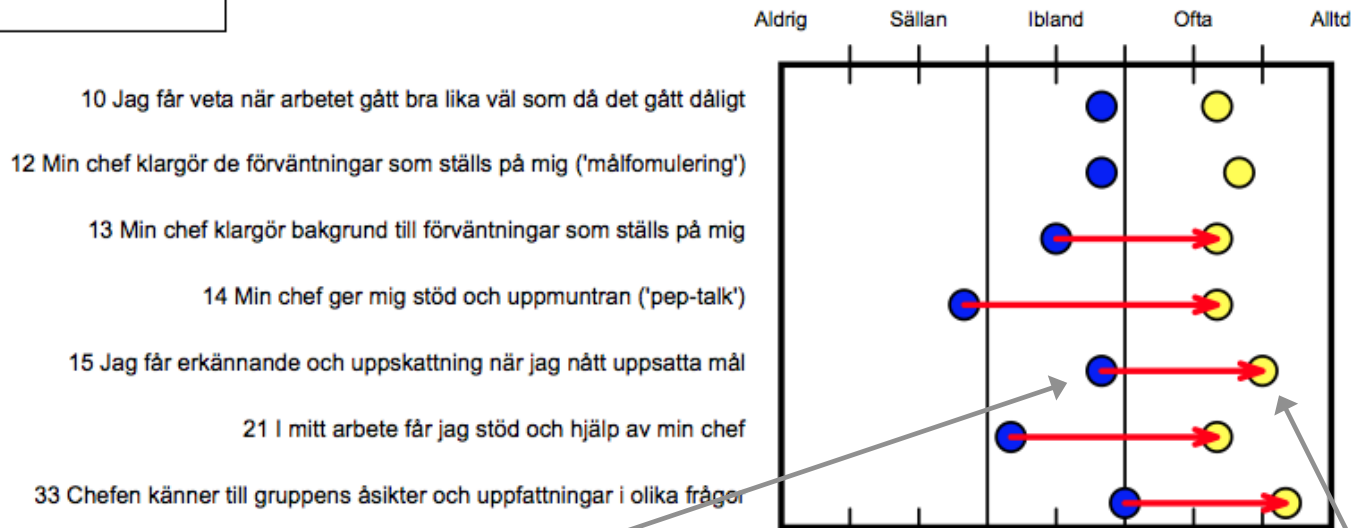 Aldrig Sällan Ibland Ofta Alltd
10 Jag får veta när arbetet gått bra lika väl som då det gått dåligt
12 Min chef klargör de förväntningar som ställs på mig ('målfomulering')
13 Min chef klargör bakgrund till förväntningar som ställs på mig
14 Min chef ger mig stöd och uppmuntran ('pep-talk')
15 Jag får erkännande och uppskattning när jag nått uppsatta mål
21 I mitt arbete får jag stöd och hjälp av min chef
33 Chefen känner till gruppens åsikter och uppfattningar i olika frågor